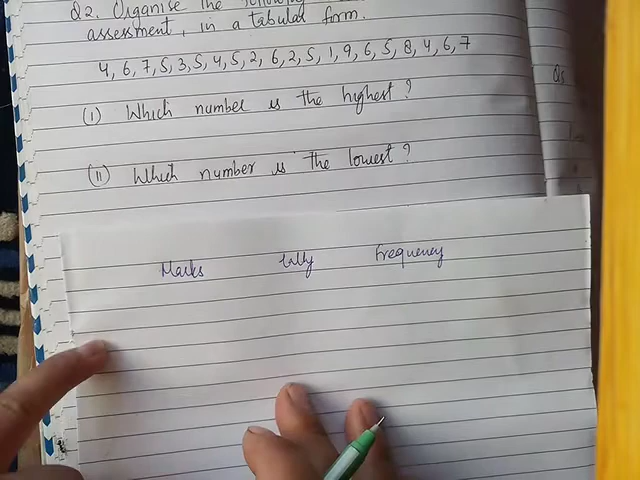 Q2. Organise the following
assessment, in a tabular form.
4, 6, 7, 5, 3, 5, 4, 5, 2, 6, 2, 5, 1, 9, 6, 5, 8, 4, 6, 7
(I) Which number is the highest?
(II) Which number is the lowest?
Marks Tally Frequency